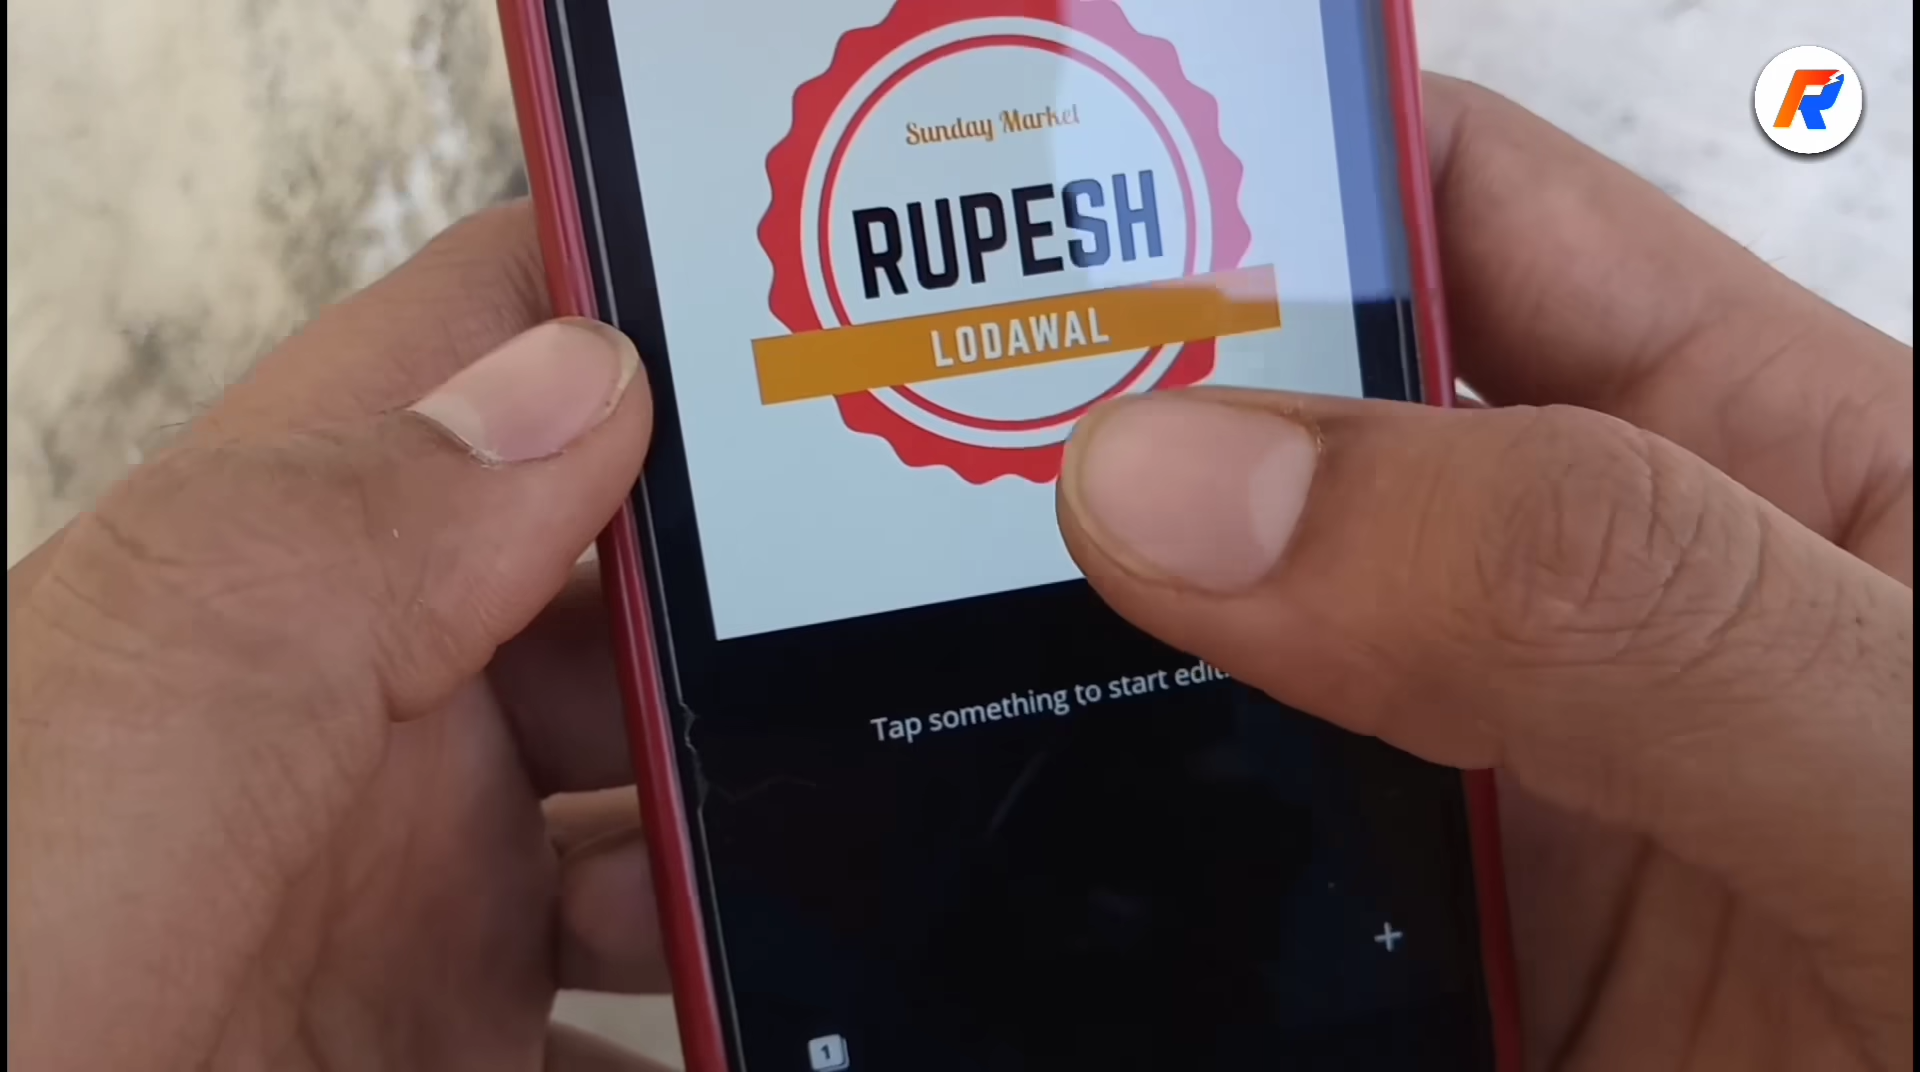 Sunday Market
RUPESH
LODAWAL
Tap something to start edit
1